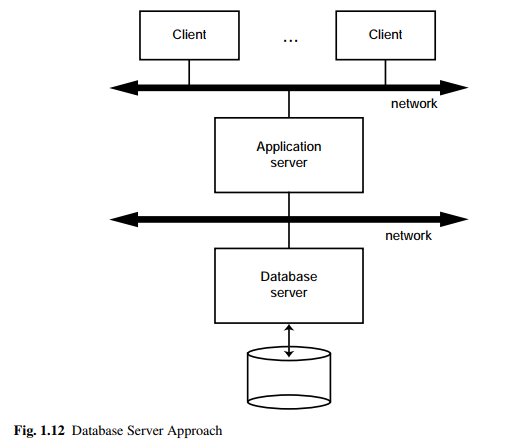 Client
...
Client
network
Application
server
network
Database
server
Fig. 1.12 Database Server Approach